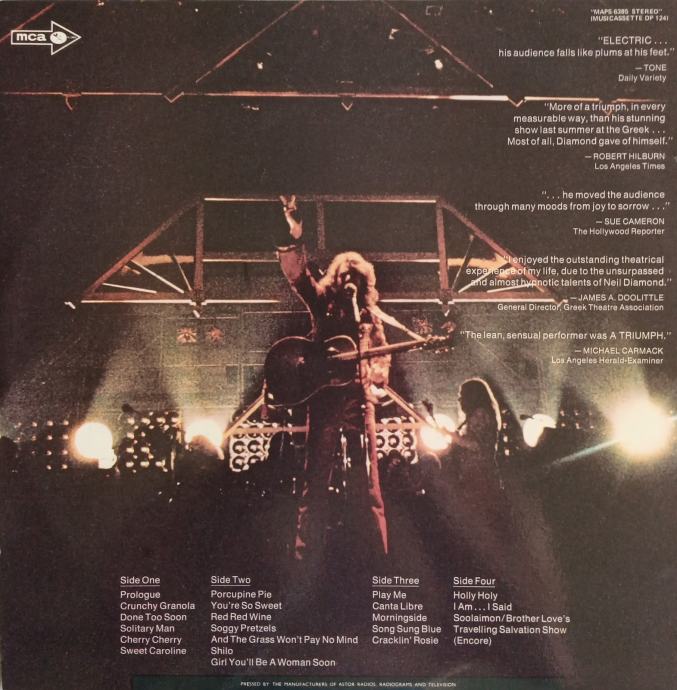 mca
"MAPS 6385 STEREO"
(MUSICASSETTE DP 124)
"ELECTRIC . . .
his audience falls like plums at his feet."
— TONE
Daily Variety
"More of a triumph, in every
measurable way, than his stunning
show last summer at the Greek . . .
Most of all, Diamond gave of himself."
— ROBERT HILBURN
Los Angeles Times
". . . he moved the audience
through many moods from joy to sorrow . . ."
— SUE CAMERON
The Hollywood Reporter
"I enjoyed the outstanding theatrical
experience of my life, due to the unsurpassed
and almost hypnotic talents of Neil Diamond."
— JAMES A. DOOLITTLE
General Director, Greek Theatre Association
"The lean, sensual performer was A TRIUMPH."
— MICHAEL CARMACK
Los Angeles Herald-Examiner
Side One
Prologue
Crunchy Granola
Done Too Soon
Solitary Man
Cherry Cherry
Sweet Caroline
Side Two
Porcupine Pie
You're So Sweet
Red Red Wine
Soggy Pretzels
And The Grass Won't Pay No Mind
Shilo
Girl You'll Be A Woman Soon
Side Three
Play Me
Canta Libre
Morningside
Song Sung Blue
Cracklin' Rosie
Side Four
Holly Holy
I Am . . . I Said
Soolaimon/Brother Love's
Travelling Salvation Show
(Encore)
PRESSED BY THE MANUFACTURERS OF ASTOR RADIOS, RADIOGRAMS AND TELEVISION